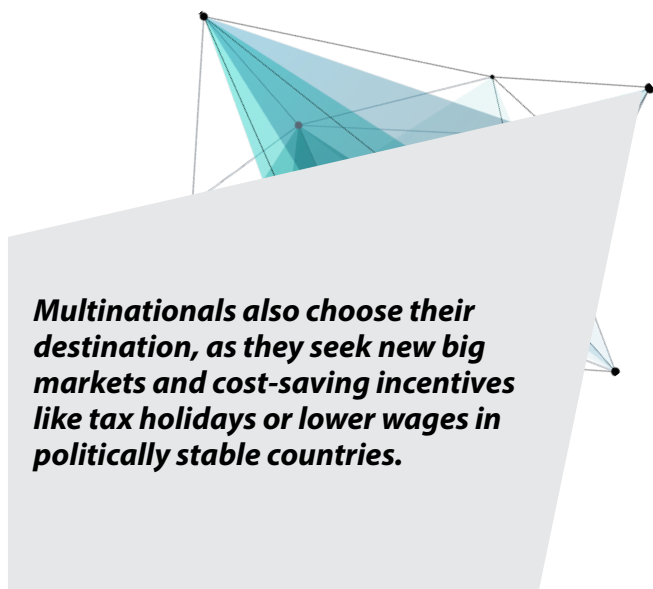 Multinationals also choose their
destination, as they seek new big
markets and cost-saving incentives
like tax holidays or lower wages in
politically stable countries.